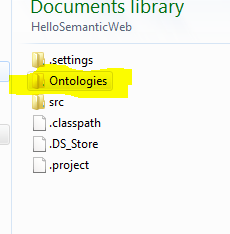 Documents library
HelloSemanticWeb
.settings
Ontologies
src
.classpath
.DS_Store
.project